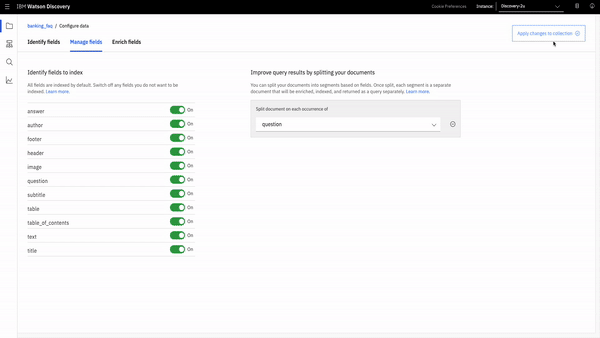 IBM Watson Discovery
Cookie Preferences
Instance:
Discovery-2u
banking_faq / Configure data
Apply changes to collection
Identify fields
Manage fields
Enrich fields
Identify fields to index
All fields are indexed by default. Switch off any fields you do not want to be
indexed. Learn more.
answer On
author On
footer On
header On
image On
question On
subtitle On
table On
table_of_contents On
text On
title On
Improve query results by splitting your documents
You can split your documents into segments based on fields. Once split, each segment is a separate
document that will be enriched, indexed, and returned as a query separately. Learn more.
Split document on each occurrence of
question